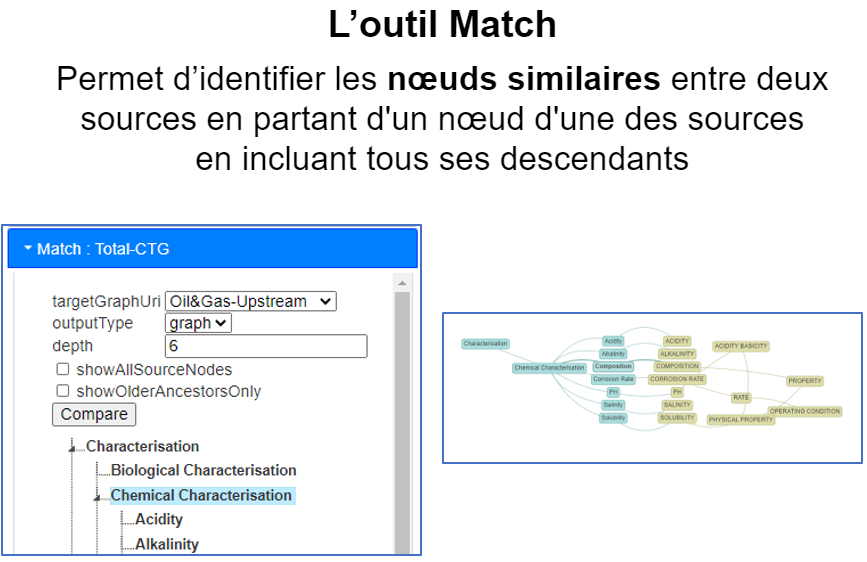 L’outil Match
Permet d’identifier les nœuds similaires entre deux
sources en partant d'un nœud d'une des sources
en incluant tous ses descendants
Match : Total-CTG
targetGraphUri Oil&Gas-Upstream
outputType graph
depth 6
showAllSourceNodes
showOlderAncestorsOnly
Compare
Characterisation
Biological Characterisation
Chemical Characterisation
Acidity
Alkalinity
Characterisation
Chemical Characterisation
Acidity
Alkalinity
Composition
Corrosion Rate
PH
Salinity
Solubility
ACIDITY
ALKALINITY
COMPOSITION
CORROSION RATE
PH
SALINITY
SOLUBILITY
ACIDITY BASICITY
RATE
PHYSICAL PROPERTY
PROPERTY
OPERATING CONDITION